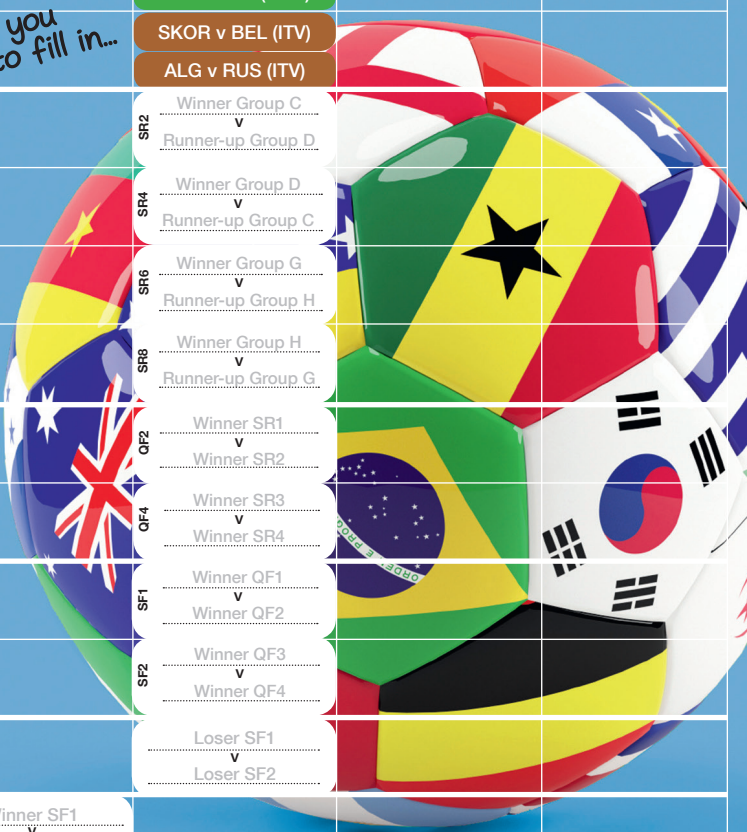 you
to fill in...
(ITV)
SKOR v BEL (ITV)
ALG v RUS (ITV)
SR2
Winner Group C
v
Runner-up Group D
SR4
Winner Group D
v
Runner-up Group C
SR6
Winner Group G
v
Runner-up Group H
SR8
Winner Group H
v
Runner-up Group G
QF2
Winner SR1
v
Winner SR2
QF4
Winner SR3
v
Winner SR4
SF1
Winner QF1
v
Winner QF2
SF2
Winner QF3
v
Winner QF4
Loser SF1
v
Loser SF2
Winner SF1
v
ORDEM E PROG